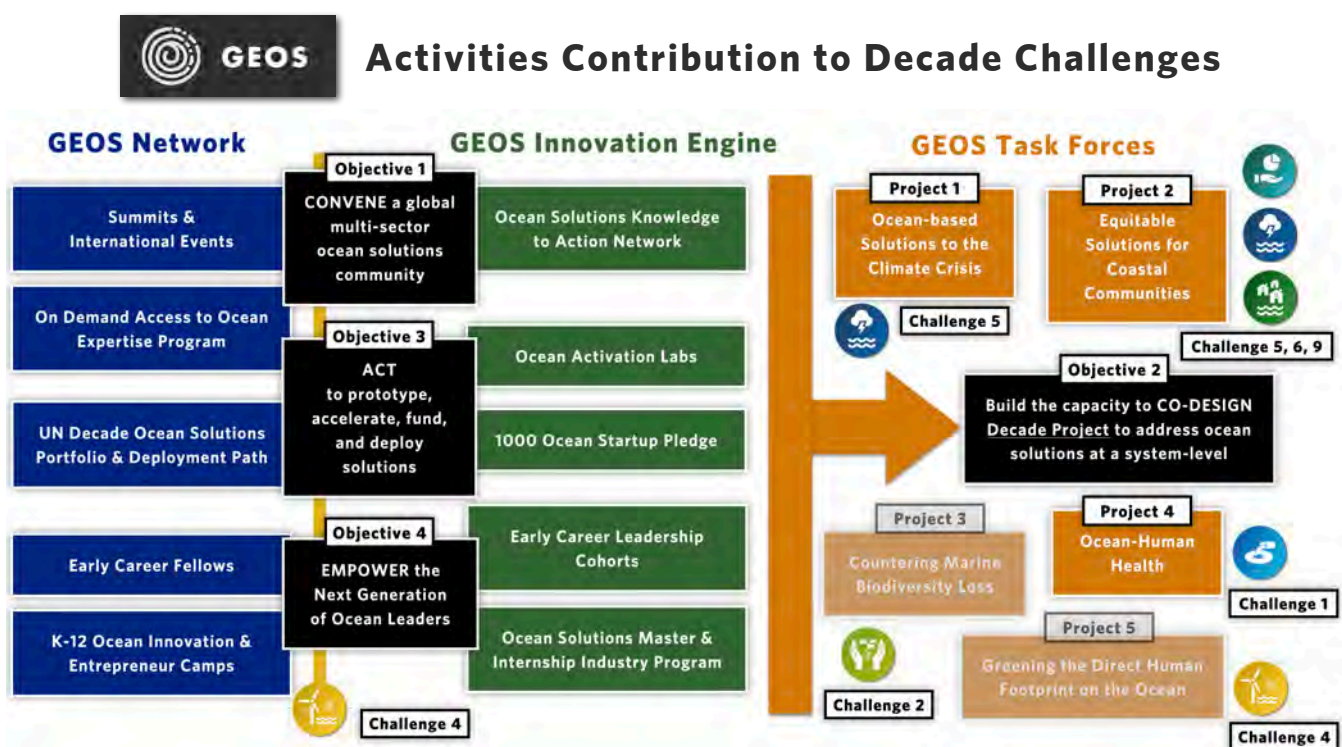 GEOS
Activities Contribution to Decade Challenges
GEOS Network
Summits &
International Events
On Demand Access to Ocean
Expertise Program
UN Decade Ocean Solutions
Portfolio & Deployment Path
Early Career Fellows
K-12 Ocean Innovation &
Entrepreneur Camps
Objective 1
CONVENE a global
multi-sector
ocean solutions
community
Objective 3
ACT
to prototype,
accelerate, fund,
and deploy
solutions
Objective 4
EMPOWER the
Next Generation
of Ocean Leaders
Challenge 4
GEOS Innovation Engine
Ocean Solutions Knowledge
to Action Network
Ocean Activation Labs
1000 Ocean Startup Pledge
Early Career Leadership
Cohorts
Ocean Solutions Master &
Internship Industry Program
GEOS Task Forces
Project 1
Ocean-based
Solutions to the
Climate Crisis
Challenge 5
Project 2
Equitable
Solutions for
Coastal
Communities
Challenge 5, 6, 9
Objective 2
Build the capacity to CO-DESIGN
Decade Project to address ocean
solutions at a system-level
Project 3
Countering Marine
Biodiversity Loss
Challenge 2
Project 4
Ocean-Human
Health
Challenge 1
Project 5
Greening the Direct Human
Footprint on the Ocean
Challenge 4